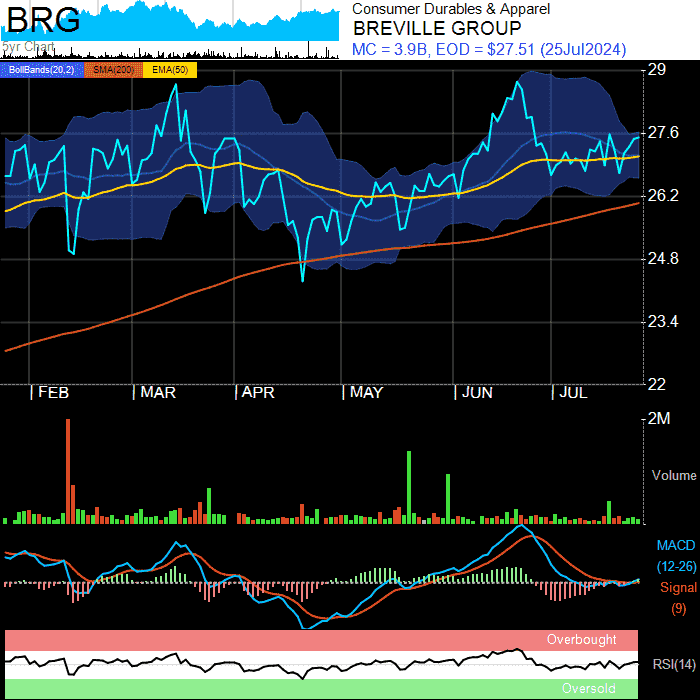 BRG
5yr Chart
Consumer Durables & Apparel
BREVILLE GROUP
MC = 3.9B, EOD = $27.51 (25Jul2024)
BollBands(20,2) SMA(200) EMA(50)
29
27.6
26.2
24.8
23.4
22
FEB MAR APR MAY JUN JUL
2M
Volume
MACD
(12-26)
Signal
(9)
Overbought
RSI(14)
Oversold